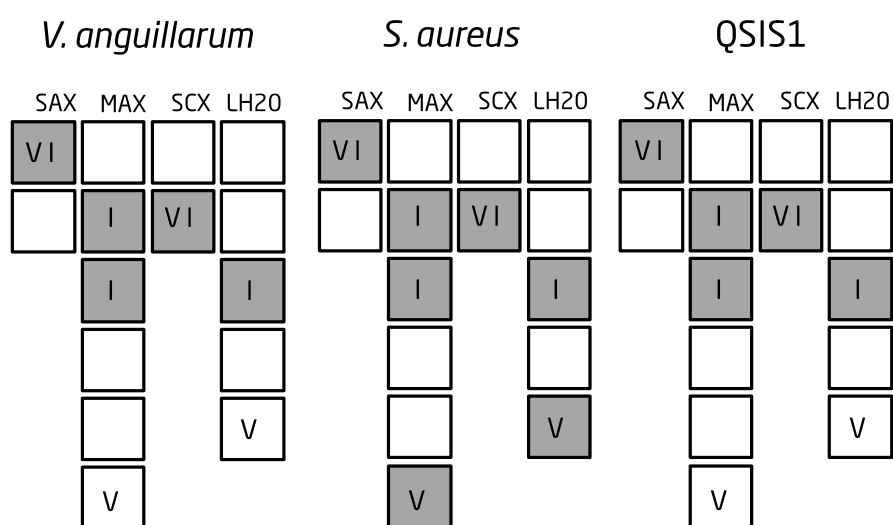 V. anguillarum S. aureus QSIS1
SAX MAX SCX LH20 SAX MAX SCX LH20 SAX MAX SCX LH20
VI VI VI
I VI I VI I VI
I I I I I I
V V V
V V V